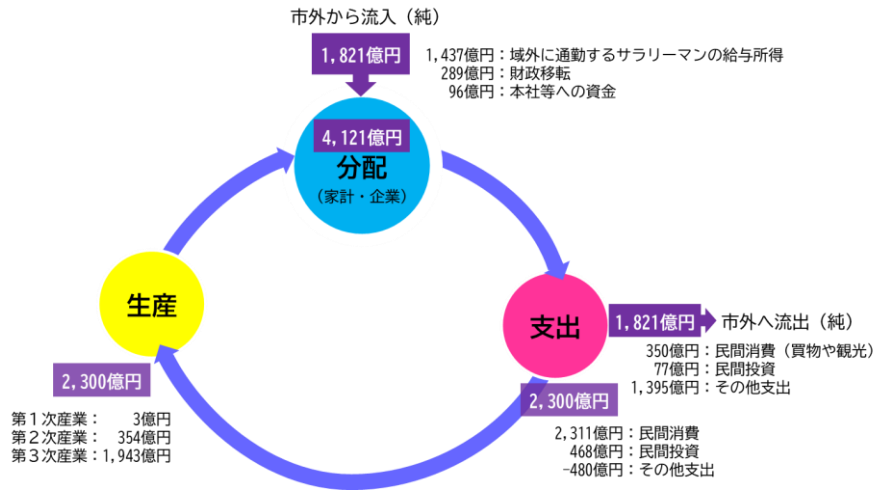 市外から流入（純）
1,821億円
1,437億円：域外に通勤するサラリーマンの給与所得
289億円：財政移転
96億円：本社等への資金
4,121億円
分配
（家計・企業）
生産
2,300億円
第１次産業： 3億円
第２次産業： 354億円
第３次産業：1,943億円
支出
1,821億円
市外へ流出（純）
350億円：民間消費（買物や観光）
77億円：民間投資
1,395億円：その他支出
2,300億円
2,311億円：民間消費
468億円：民間投資
-480億円：その他支出